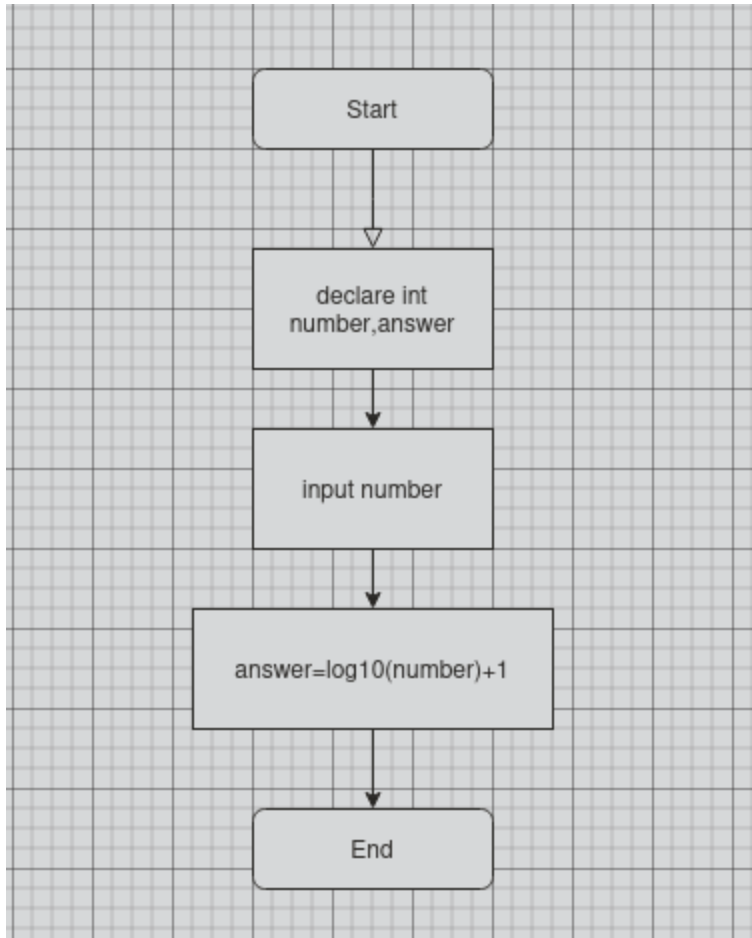 Start
declare int
number,answer
input number
answer=log10(number)+1
End